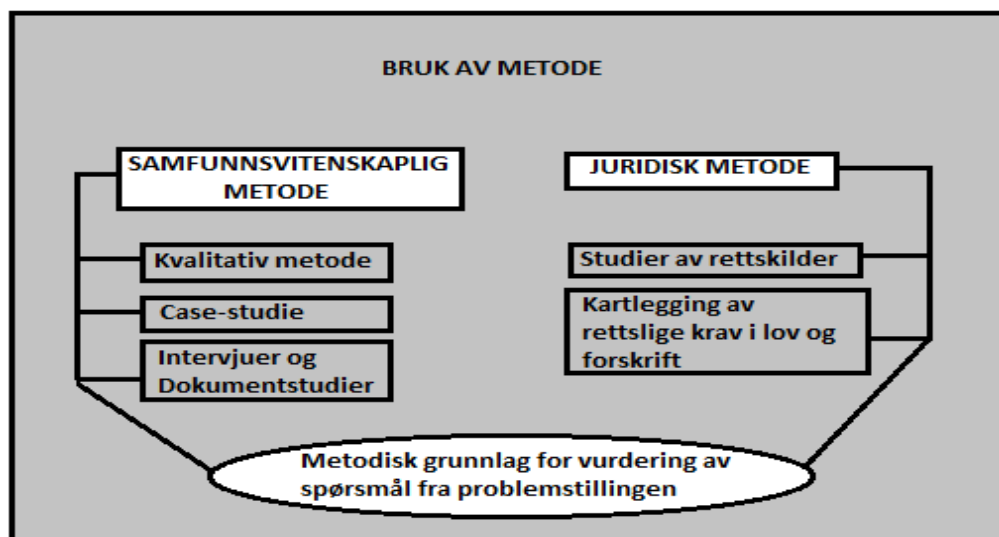 BRUK AV METODE
SAMFUNNSVITENSKAPLIG
METODE
Kvalitativ metode
Case-studie
Intervjuer og
Dokumentstudier
JURIDISK METODE
Studier av rettskilder
Kartlegging av
rettslige krav i lov og
forskrift
Metodisk grunnlag for vurdering av
spørsmål fra problemstillingen